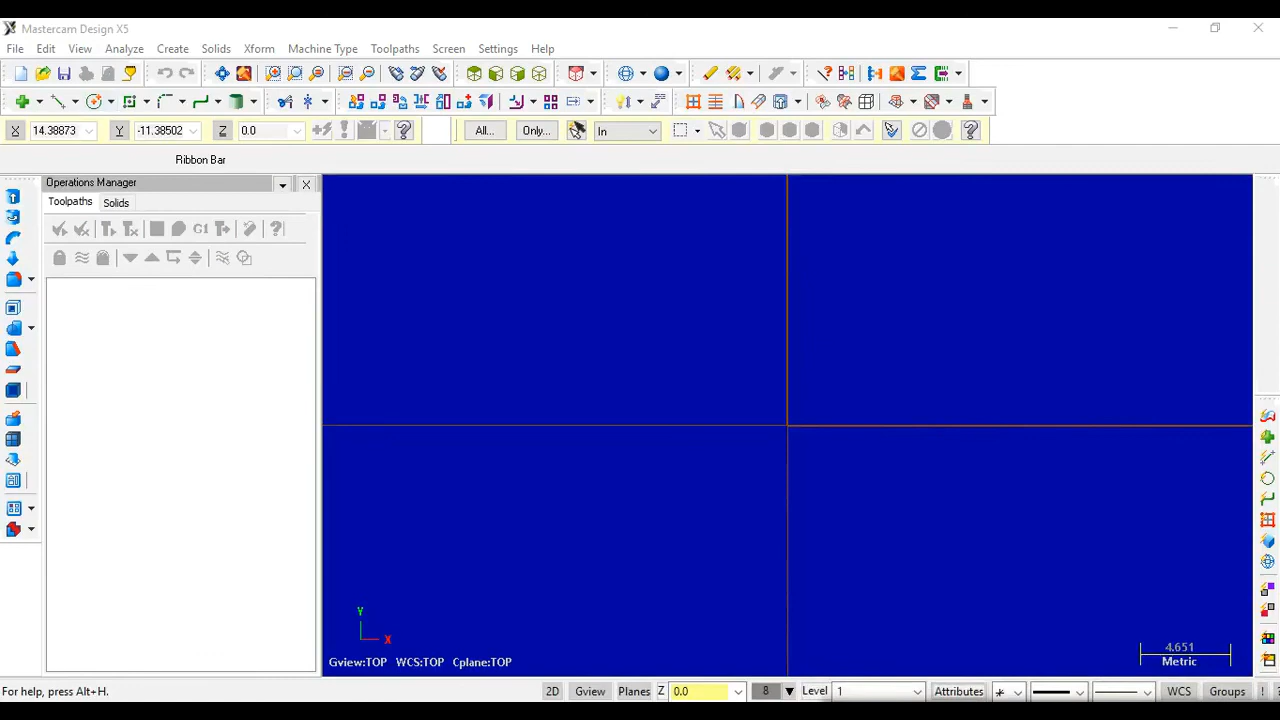 Mastercam Design X5
File Edit View Analyze Create Solids Xform Machine Type Toolpaths Screen Settings Help
X 14.38873 Y -11.38502 Z 0.0 All... Only... In
Ribbon Bar
Operations Manager
Toolpaths Solids
G1
Y
X
Gview:TOP WCS:TOP Cplane:TOP
4.651
Metric
For help, press Alt+H. 2D Gview Planes Z 0.0 8 Level 1 Attributes WCS Groups